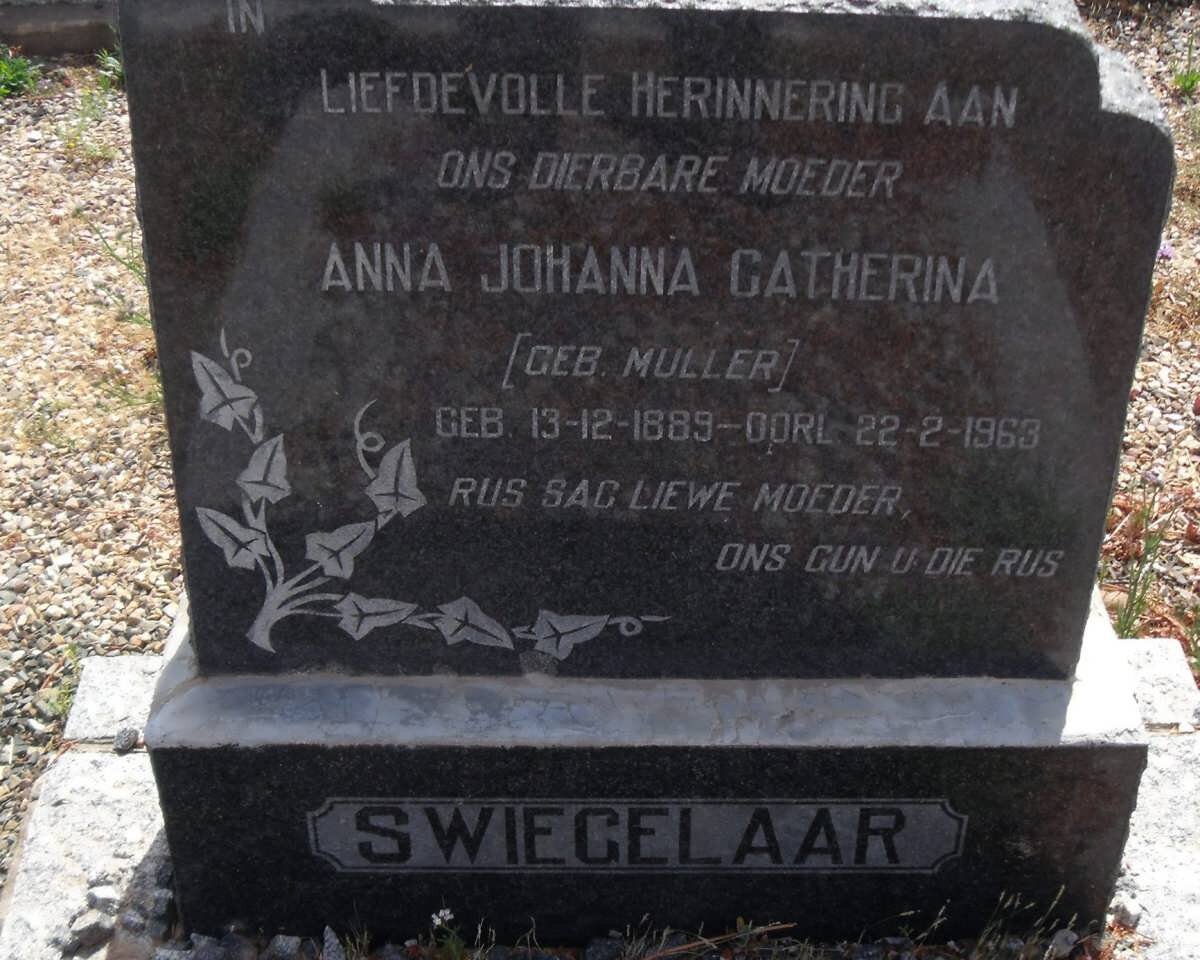 IN
LIEFDEVOLLE HERINNERING AAN
ONS DIERBARE MOEDER
ANNA JOHANNA CATHERINA
[GEB. MULLER]
GEB. 13-12-1889-OORL 22-2-1963
RUS SAG LIEWE MOEDER,
ONS GUN U DIE RUS
SWIEGELAAR